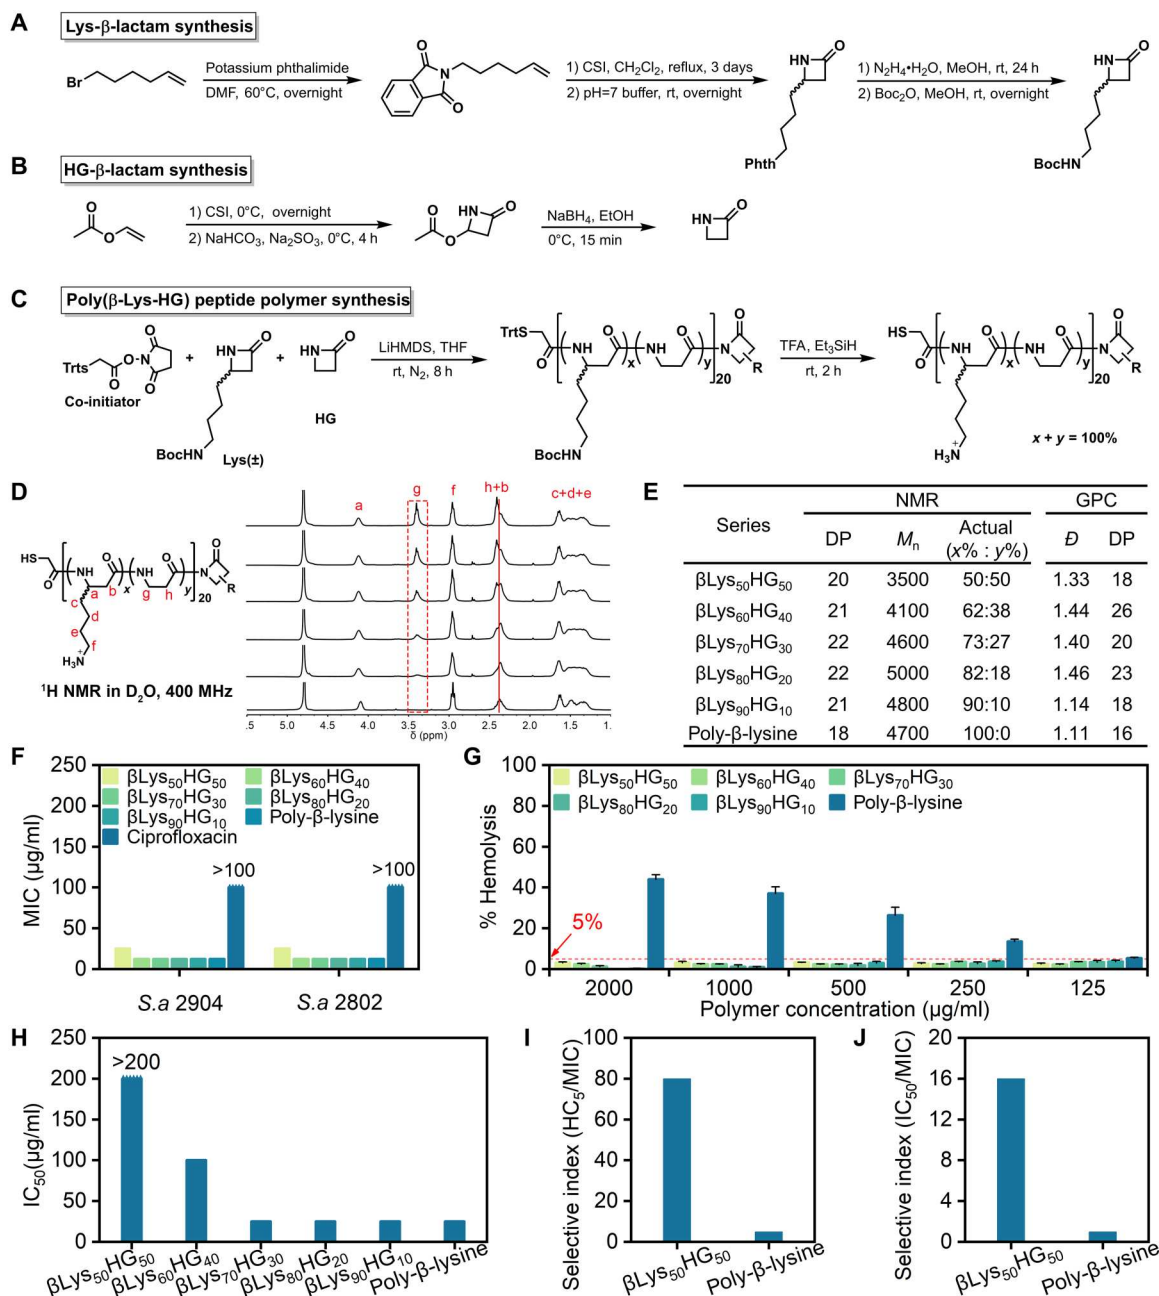 A Lys-β-lactam synthesis
Br
Potassium phthalimide
DMF, 60°C, overnight
O
N
O
1) CSI, CH₂Cl₂, reflux, 3 days
2) pH=7 buffer, rt, overnight
HN O
Phth
1) N₂H₄•H₂O, MeOH, rt, 24 h
2) Boc₂O, MeOH, rt, overnight
HN O
BocHN
B HG-β-lactam synthesis
O
O
1) CSI, 0°C, overnight
2) NaHCO₃, Na₂SO₃, 0°C, 4 h
HN O
O
O
NaBH₄, EtOH
0°C, 15 min
HN O
C Poly(β-Lys-HG) peptide polymer synthesis
Trts O O N O O
Co-initiator
+
HN O
BocHN
Lys(±)
+
HN O
HG
LiHMDS, THF
rt, N₂, 8 h
TrtS O NH O x HN O y 20 N O R
BocHN
TFA, Et₃SiH
rt, 2 h
HS O NH O x HN O y 20 N O R
H₃N+
x + y = 100%
D
HS O NH O x HN O y 20 N O R
a b g h
c
d
e
f
H₃N+
¹H NMR in D₂O, 400 MHz
a g f h+b c+d+e
.5 5.0 4.5 4.0 3.5 3.0 2.5 2.0 1.5 1.
δ (ppm)
E
NMR GPC
Series DP Mn Actual (x% : y%) Đ DP
βLys₅₀HG₅₀ 20 3500 50:50 1.33 18
βLys₆₀HG₄₀ 21 4100 62:38 1.44 26
βLys₇₀HG₃₀ 22 4600 73:27 1.40 20
βLys₈₀HG₂₀ 22 5000 82:18 1.46 23
βLys₉₀HG₁₀ 21 4800 90:10 1.14 18
Poly-β-lysine 18 4700 100:0 1.11 16
F
MIC (μg/ml)
250
200
150
100
50
0
βLys₅₀HG₅₀ βLys₆₀HG₄₀
βLys₇₀HG₃₀ βLys₈₀HG₂₀
βLys₉₀HG₁₀ Poly-β-lysine
Ciprofloxacin
>100 >100
S.a 2904 S.a 2802
G
% Hemolysis
100
80
60
40
20
0
βLys₅₀HG₅₀ βLys₆₀HG₄₀ βLys₇₀HG₃₀
βLys₈₀HG₂₀ βLys₉₀HG₁₀ Poly-β-lysine
5%
2000 1000 500 250 125
Polymer concentration (μg/ml)
H
IC₅₀(μg/ml)
250
200
150
100
50
0
>200
βLys₅₀HG₅₀ βLys₆₀HG₄₀ βLys₇₀HG₃₀ βLys₈₀HG₂₀ βLys₉₀HG₁₀ Poly-β-lysine
I
Selective index (HC₅/MIC)
100
80
60
40
20
0
βLys₅₀HG₅₀ Poly-β-lysine
J
Selective index (IC₅₀/MIC)
20
16
12
8
4
0
βLys₅₀HG₅₀ Poly-β-lysine